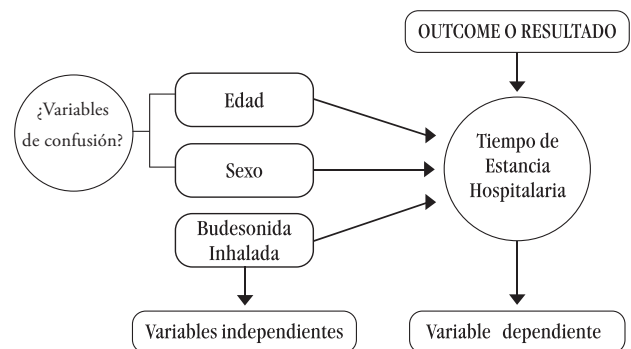 OUTCOME O RESULTADO
¿Variables
de confusión?
Edad
Sexo
Budesonida
Inhalada
Tiempo de
Estancia
Hospitalaria
Variables independientes
Variable dependiente